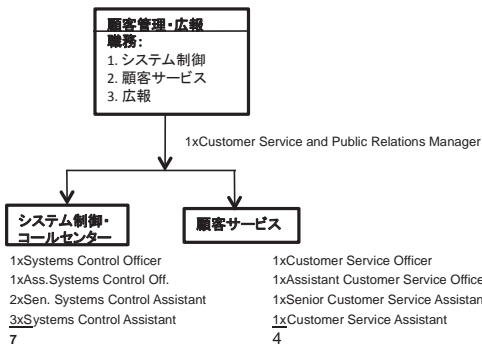 顧客管理・広報
職務:
1. システム制御
2. 顧客サービス
3. 広報
1xCustomer Service and Public Relations Manager
システム制御・
コールセンター
1xSystems Control Officer
1xAss.Systems Control Off.
2xSen. Systems Control Assistant
3xSystems Control Assistant
7
顧客サービス
1xCustomer Service Officer
1xAssistant Customer Service Office
1xSenior Customer Service Assistan
1xCustomer Service Assistant
4